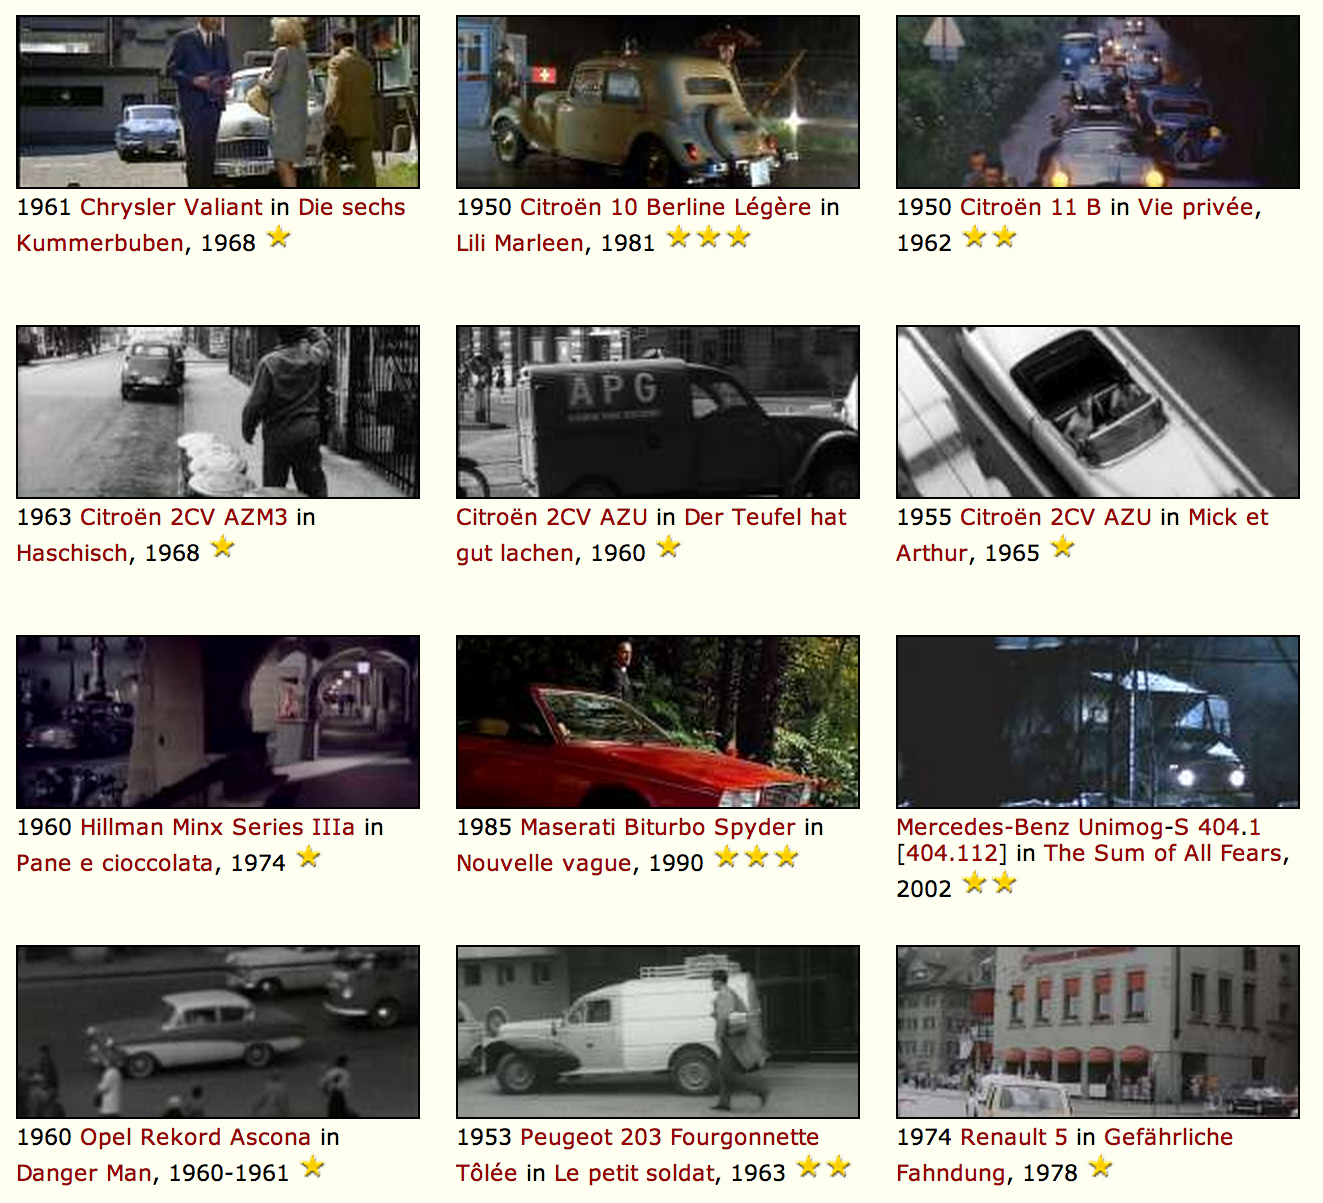 1961 Chrysler Valiant in Die sechs
Kummerbuben, 1968
1950 Citroën 10 Berline Légère in
Lili Marleen, 1981
1950 Citroën 11 B in Vie privée,
1962
APG
1963 Citroën 2CV AZM3 in
Haschisch, 1968
Citroën 2CV AZU in Der Teufel hat
gut lachen, 1960
1955 Citroën 2CV AZU in Mick et
Arthur, 1965
1960 Hillman Minx Series IIIa in
Pane e cioccolata, 1974
1985 Maserati Biturbo Spyder in
Nouvelle vague, 1990
Mercedes-Benz Unimog-S 404.1
[404.112] in The Sum of All Fears,
2002
1960 Opel Rekord Ascona in
Danger Man, 1960-1961
1953 Peugeot 203 Fourgonnette
Tôlée in Le petit soldat, 1963
1974 Renault 5 in Gefährliche
Fahndung, 1978